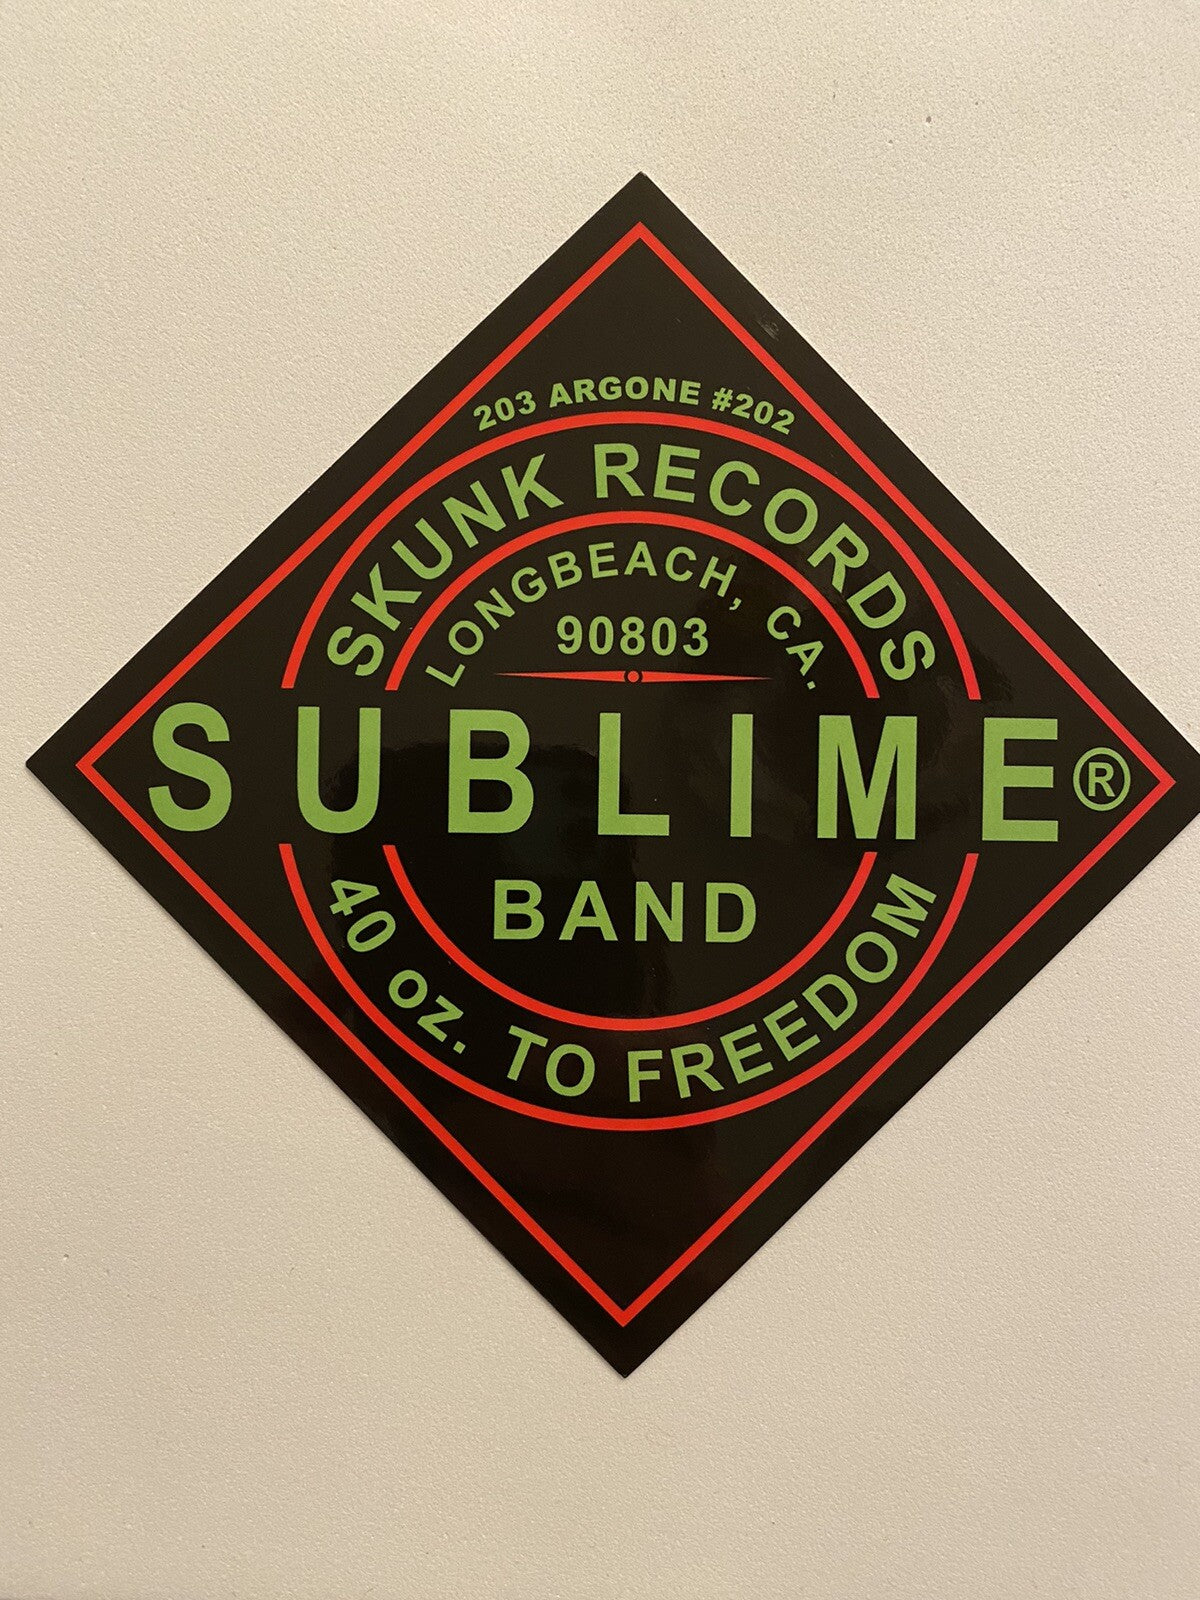 203 ARGONE #202
SKUNK RECORDS
LONGBEACH, CA.
90803
SUBLIME®
BAND
40 oz. TO FREEDOM